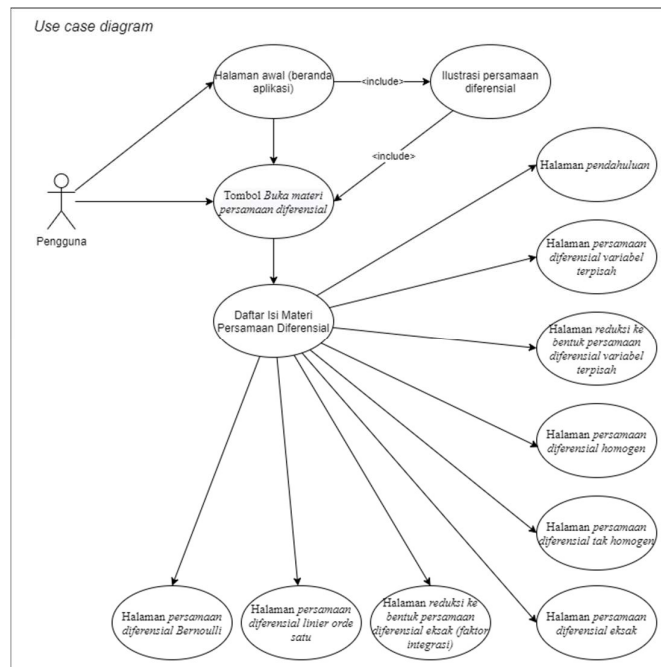 Use case diagram
Halaman awal (beranda
aplikasi)
<include>
Ilustrasi persamaan
diferensial
<include>
Halaman pendahuluan
Pengguna
Tombol Buka materi
persamaan diferensial
Halaman persamaan
diferensial variabel
terpisah
Daftar Isi Materi
Persamaan Diferensial
Halaman reduksi ke
bentuk persamaan
diferensial variabel
terpisah
Halaman persamaan
diferensial homogen
Halaman persamaan
diferensial tak homogen
Halaman persamaan
diferensial Bernoulli
Halaman persamaan
diferensial linier orde
satu
Halaman reduksi ke
bentuk persamaan
diferensial eksak (faktor
integrasi)
Halaman persamaan
diferensial eksak